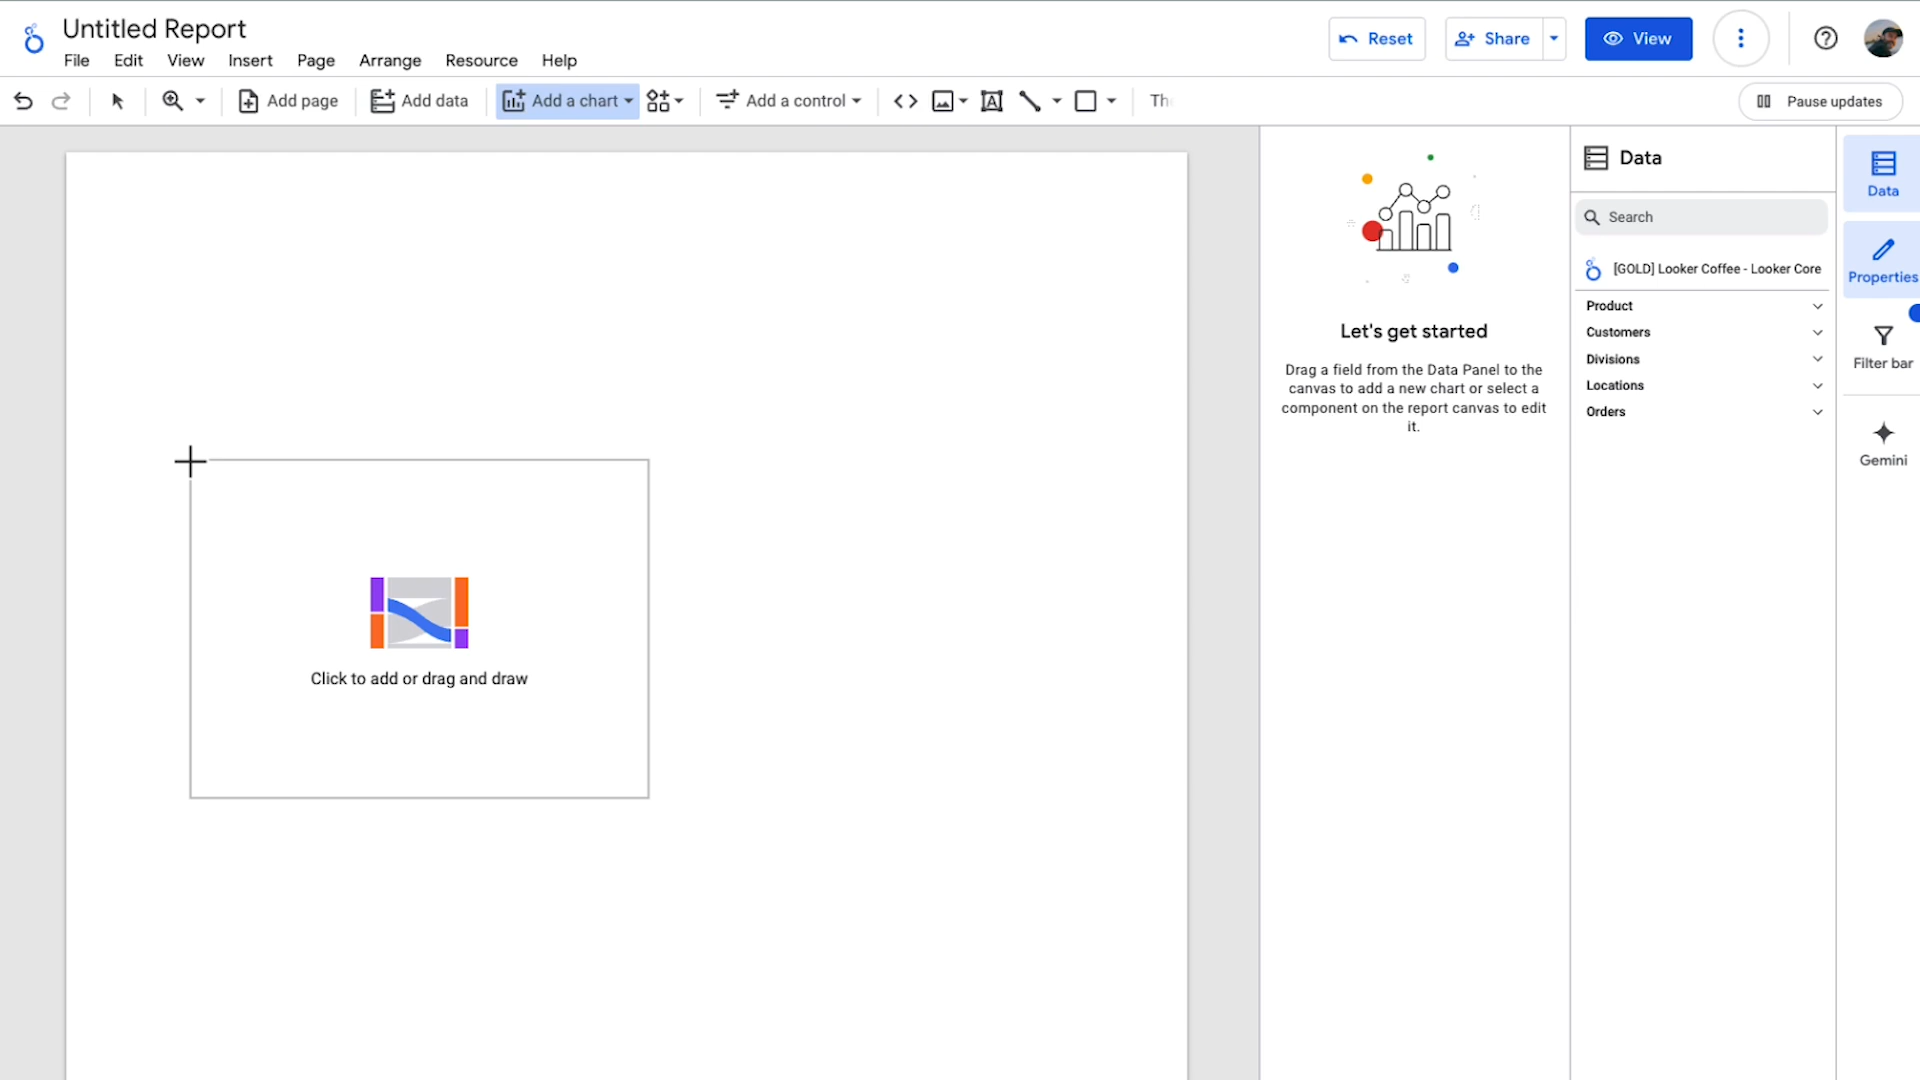 Untitled Report
File Edit View Insert Page Arrange Resource Help
Reset
Share
View
Add page
Add data
Add a chart
Add a control
Th
Pause updates
Click to add or drag and draw
Let's get started
Drag a field from the Data Panel to the
canvas to add a new chart or select a
component on the report canvas to edit
it.
Data
Search
[GOLD] Looker Coffee - Looker Core
Product
Customers
Divisions
Locations
Orders
Data
Properties
Filter bar
Gemini